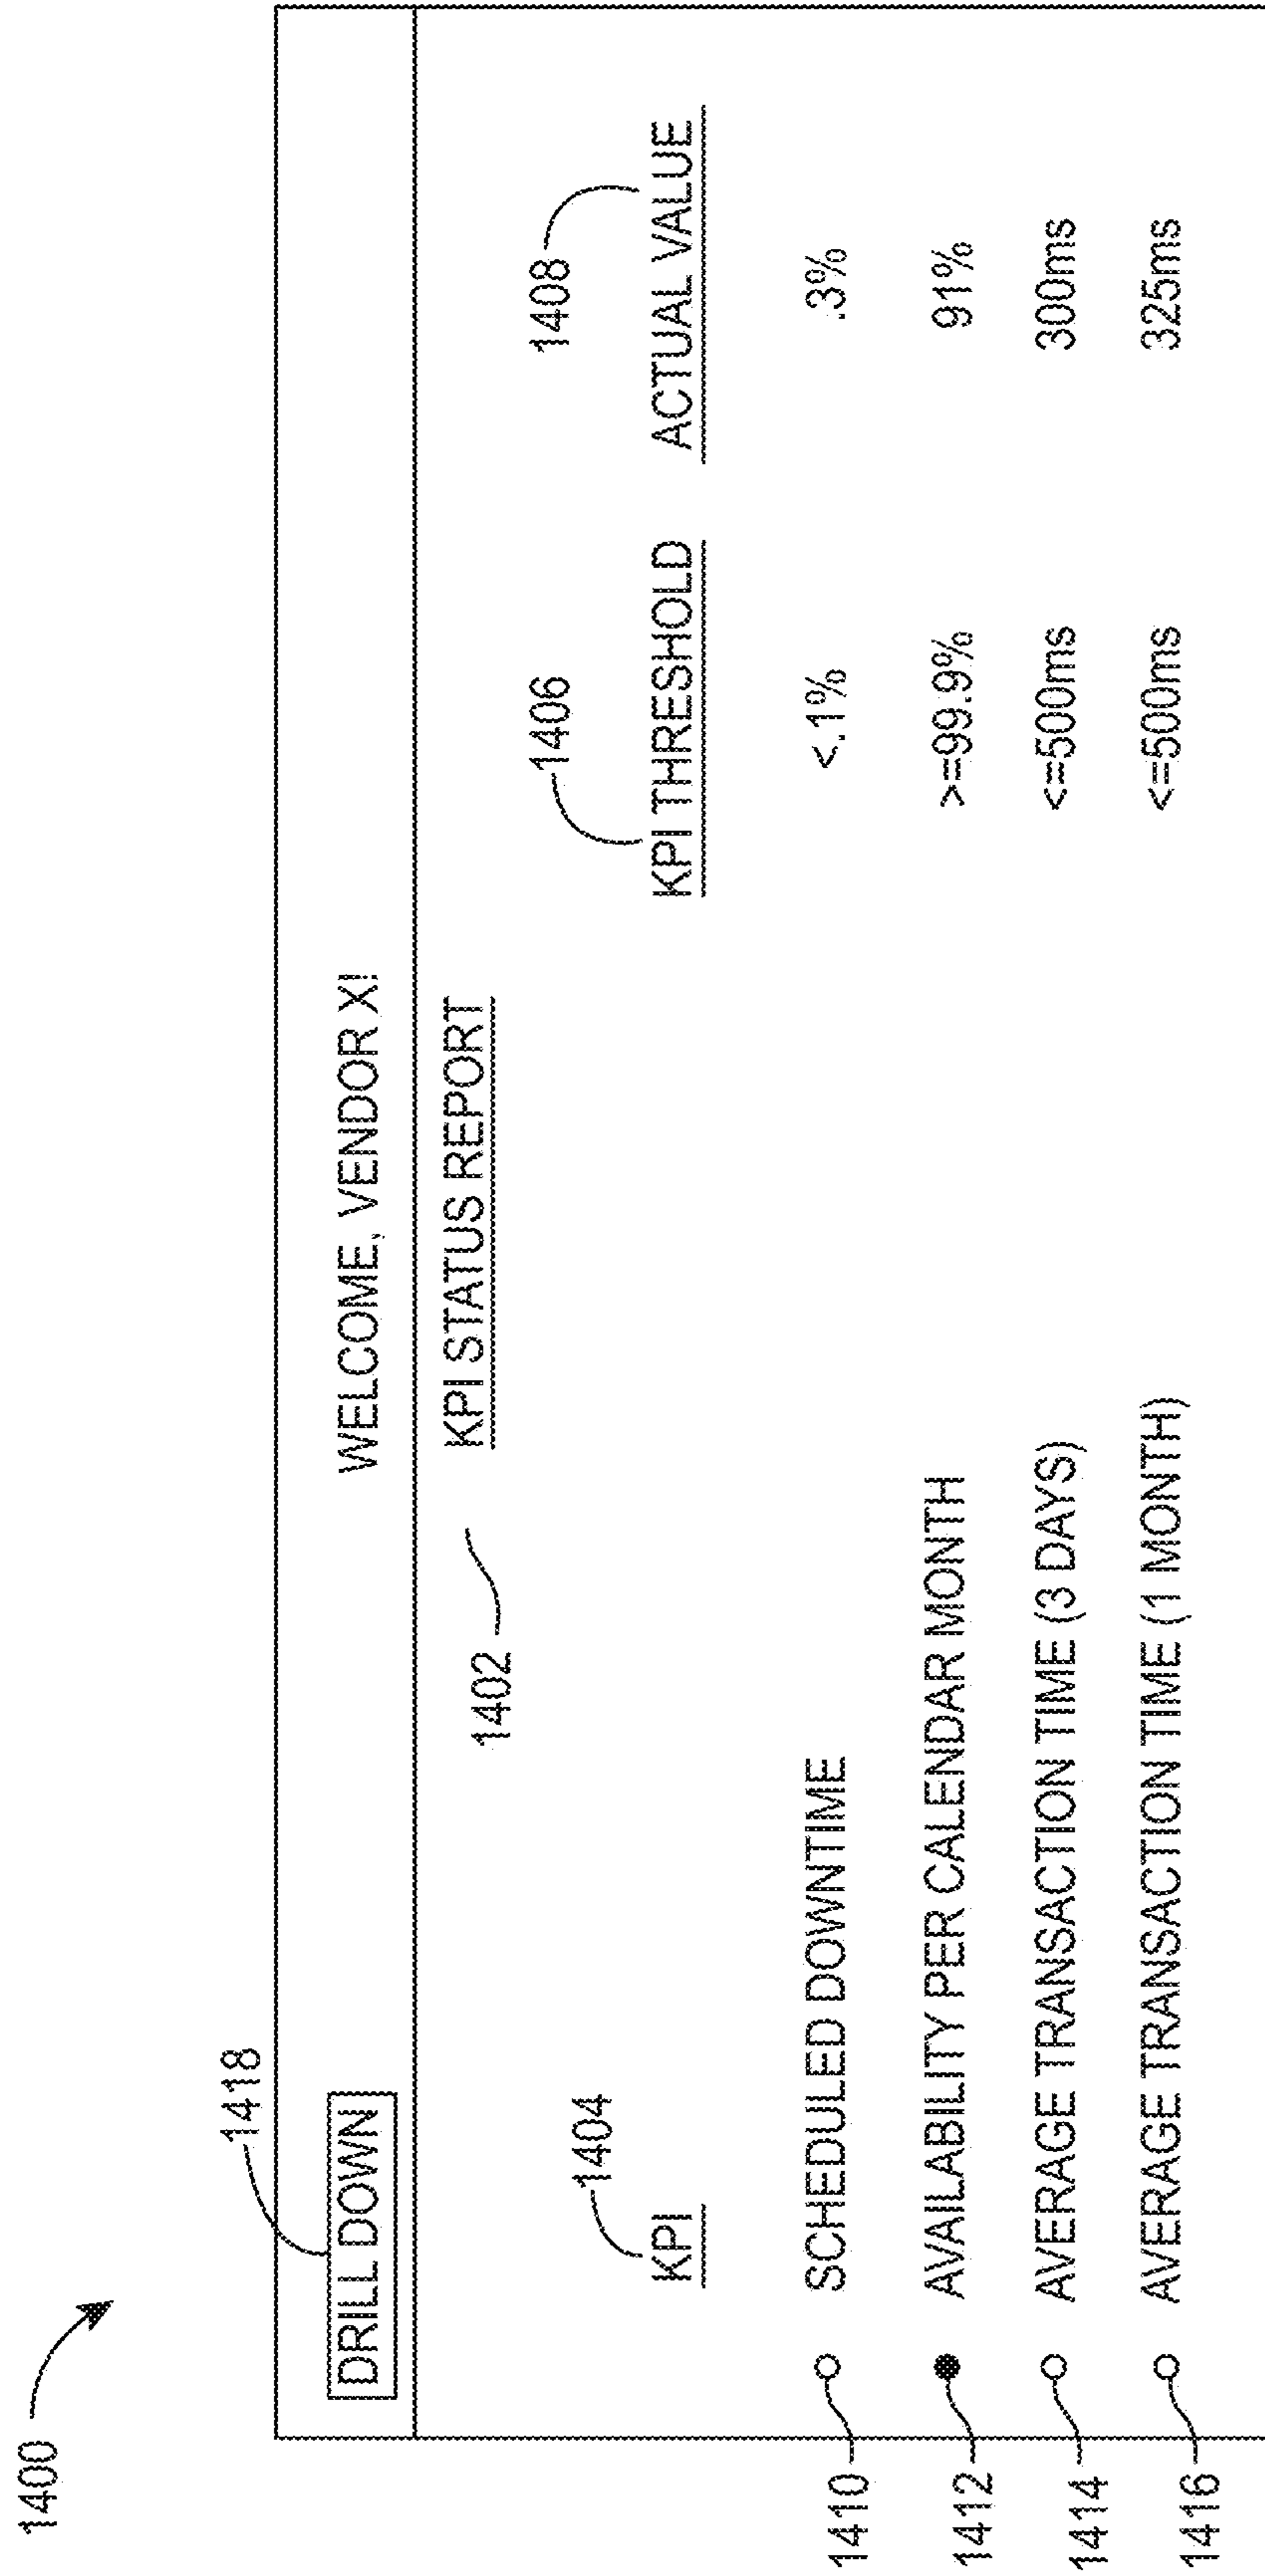 1400
1418
DRILL DOWN
WELCOME, VENDOR X!
1402
KPI STATUS REPORT
1404
1406
1408
KPI
KPI THRESHOLD
ACTUAL VALUE
1410
SCHEDULED DOWNTIME
<.1%
.3%
1412
AVAILABILITY PER CALENDAR MONTH
>=99.9%
91%
1414
AVERAGE TRANSACTION TIME (3 DAYS)
<=500ms
300ms
1416
AVERAGE TRANSACTION TIME (1 MONTH)
<=500ms
325ms